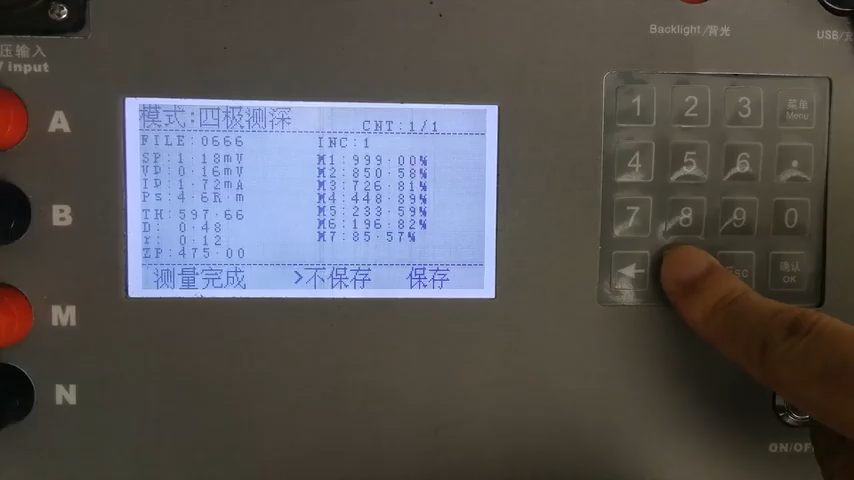 Backlight/背光
USB/
压输入
V input
A
B
M
N
模式:四极测深
CNT:1/1
FILE:0666
INC:1
SP:1.18mV
VP:0.16mV
IP:1.72mA
Ps:4.6R.m
TH:597.66
D: 0.48
r: 0.12
ZP:475.00
M1:999.00%
M2:850.58%
M3:726.81%
M4:448.89%
M5:233.59%
M6:196.82%
M7:85.57%
测量完成 >不保存 保存
1 2 3 菜单
Menu
4 5 6 .
7 8 9 0
← Esc 确认
OK
ON/OF